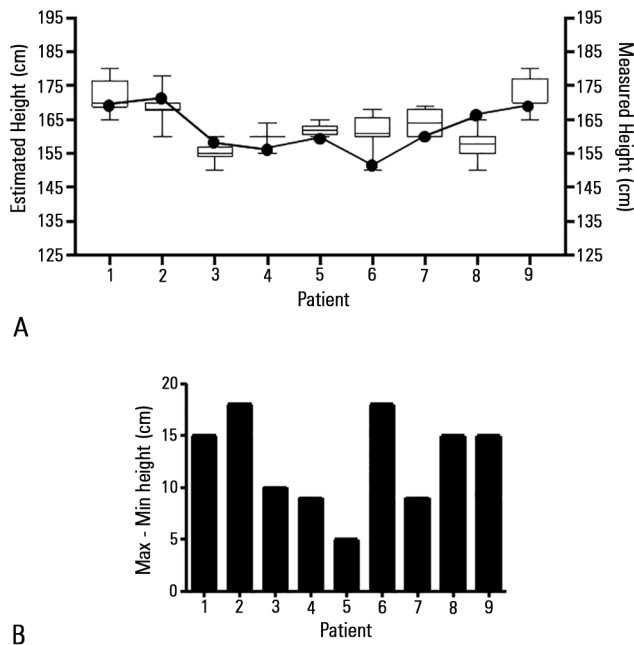 195 195
185 185
175 175
165 165
155 155
145 145
135 135
125 125
Estimated Height (cm)
Measured Height (cm)
1 2 3 4 5 6 7 8 9
Patient
A
20
15
10
5
0
Max - Min height (cm)
1 2 3 4 5 6 7 8 9
Patient
B